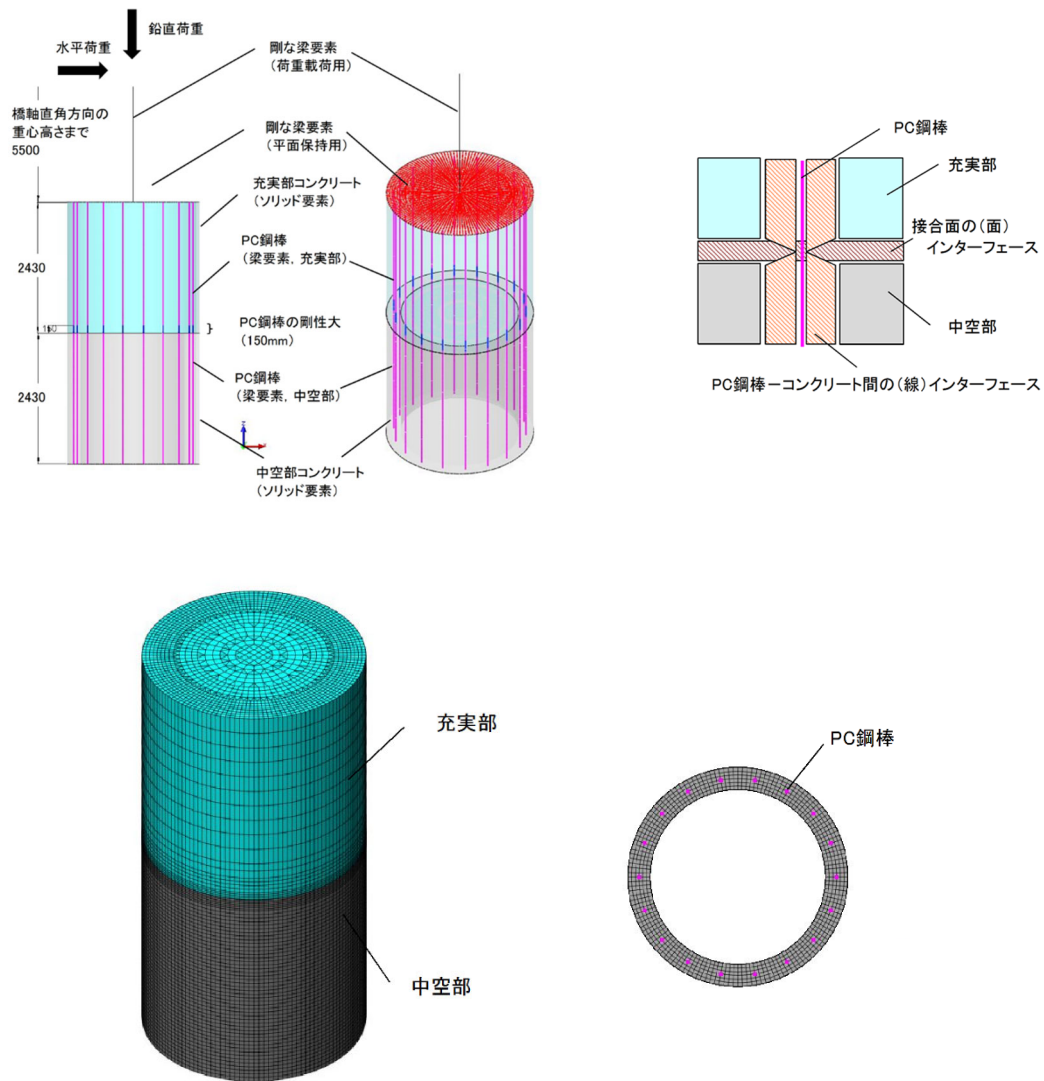 鉛直荷重
水平荷重
橋軸直角方向の
重心高さまで
5500
2430
150
2430
剛な梁要素
(荷重載荷用)
剛な梁要素
(平面保持用)
充実部コンクリート
(ソリッド要素)
PC鋼棒
(梁要素, 充実部)
PC鋼棒の剛性大
(150mm)
PC鋼棒
(梁要素, 中空部)
中空部コンクリート
(ソリッド要素)
PC鋼棒
充実部
接合面の(面)
インターフェース
中空部
PC鋼棒ーコンクリート間の(線)インターフェース
充実部
中空部
PC鋼棒